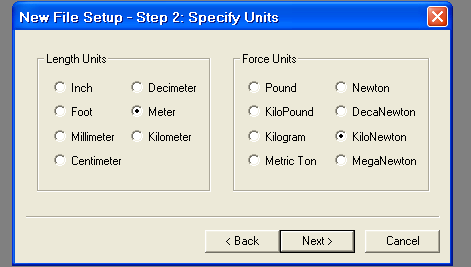 New File Setup - Step 2: Specify Units
Length Units
Inch
Foot
Millimeter
Centimeter
Decimeter
Meter
Kilometer
Force Units
Pound
KiloPound
Kilogram
Metric Ton
Newton
DecaNewton
KiloNewton
MegaNewton
< Back
Next >
Cancel